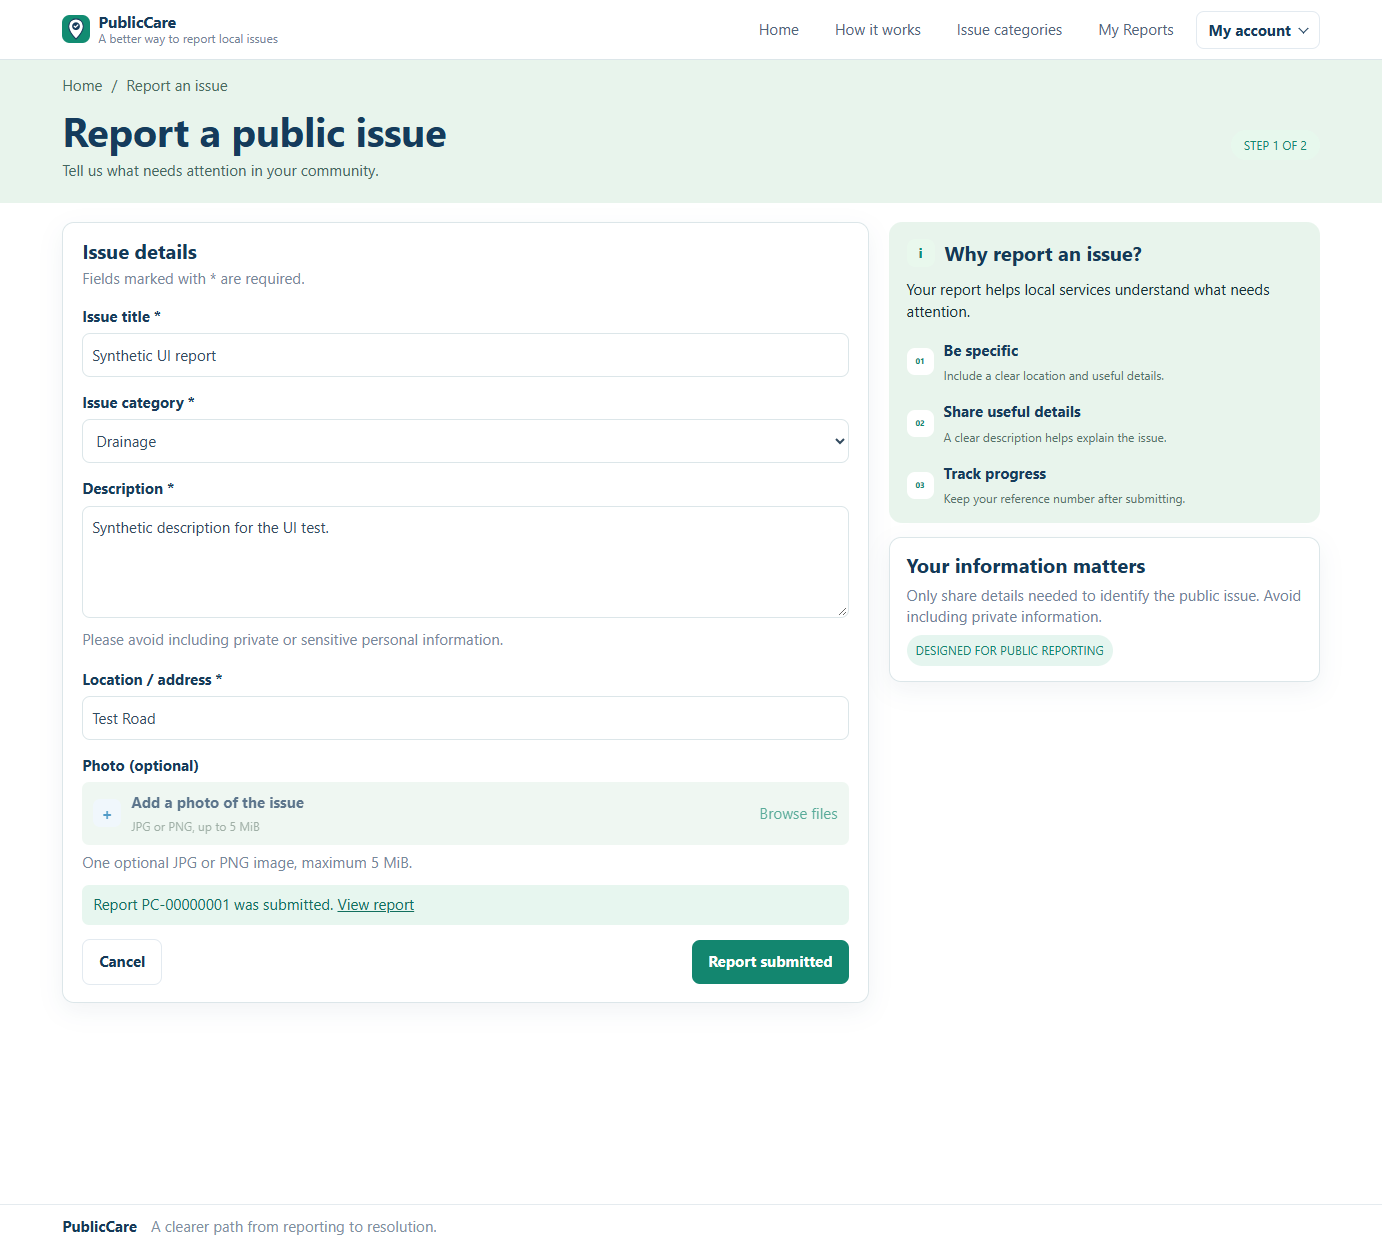 PublicCare
A better way to report local issues
Home
How it works
Issue categories
My Reports
My account
Home / Report an issue
Report a public issue
Tell us what needs attention in your community.
STEP 1 OF 2
Issue details
Fields marked with * are required.
Issue title *
Synthetic UI report
Issue category *
Drainage
Description *
Synthetic description for the UI test.
Please avoid including private or sensitive personal information.
Location / address *
Test Road
Photo (optional)
+
Add a photo of the issue
JPG or PNG, up to 5 MiB
Browse files
One optional JPG or PNG image, maximum 5 MiB.
Report PC-00000001 was submitted. View report
Cancel
Report submitted
i
Why report an issue?
Your report helps local services understand what needs
attention.
01
Be specific
Include a clear location and useful details.
02
Share useful details
A clear description helps explain the issue.
03
Track progress
Keep your reference number after submitting.
Your information matters
Only share details needed to identify the public issue. Avoid
including private information.
DESIGNED FOR PUBLIC REPORTING
PublicCare
A clearer path from reporting to resolution.